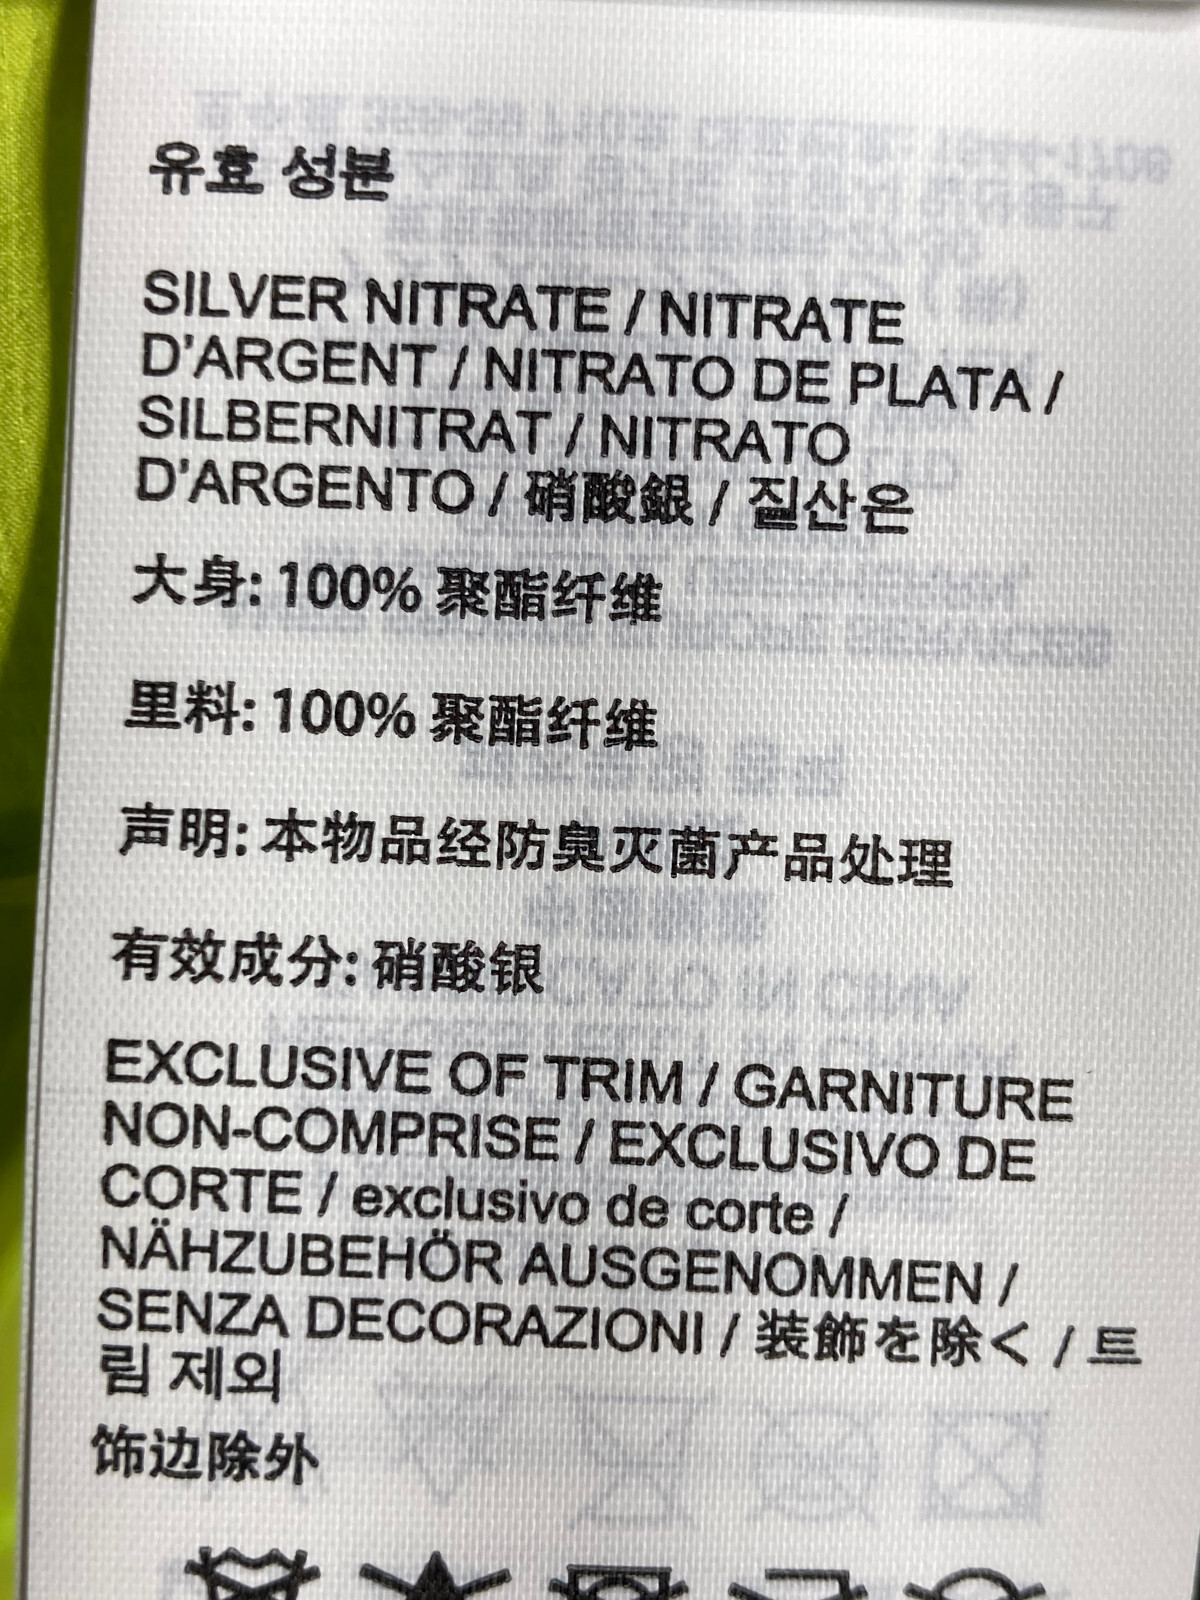 유효 성분
SILVER NITRATE / NITRATE
D'ARGENT / NITRATO DE PLATA /
SILBERNITRAT / NITRATO
D'ARGENTO / 硝酸銀 / 질산은
大身: 100% 聚酯纤维
里料: 100% 聚酯纤维
声明: 本物品经防臭灭菌产品处理
有效成分: 硝酸银
EXCLUSIVE OF TRIM / GARNITURE
NON-COMPRISE / EXCLUSIVO DE
CORTE / exclusivo de corte /
NÄHZUBEHÖR AUSGENOMMEN /
SENZA DECORAZIONI / 装飾を除く / 트
림 제외
饰边除外